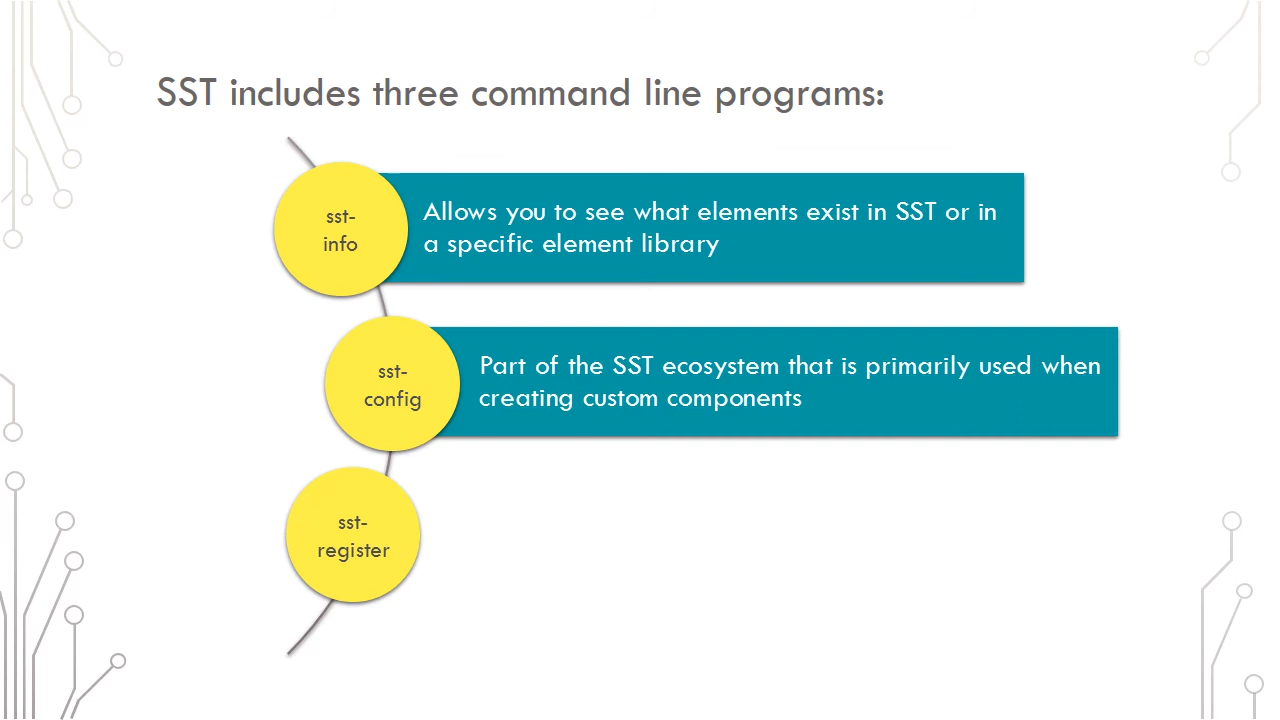 SST includes three command line programs:
sst-
info
Allows you to see what elements exist in SST or in
a specific element library
sst-
config
Part of the SST ecosystem that is primarily used when
creating custom components
sst-
register